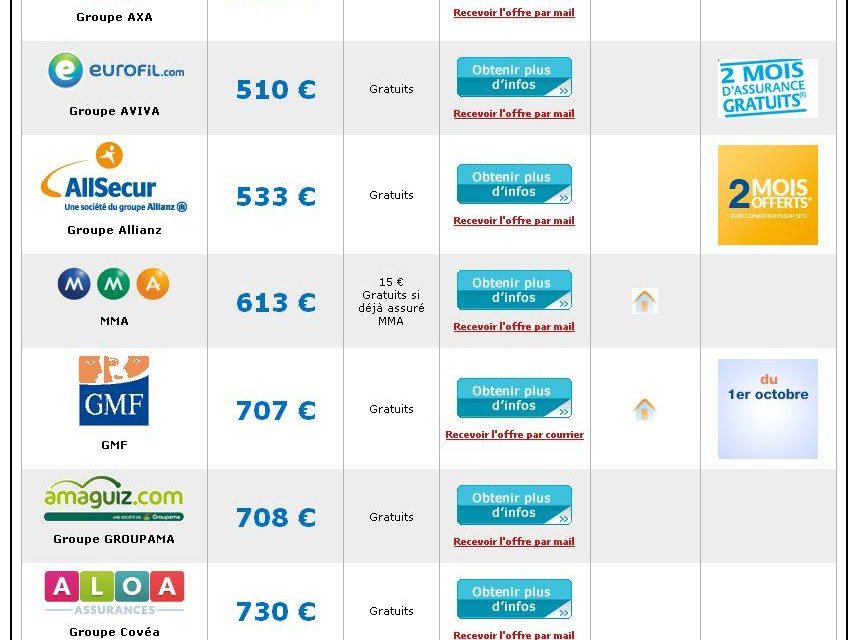 Groupe AXA
Recevoir l'offre par mail
eurofil.com
Groupe AVIVA
510 €
Gratuits
Obtenir plus
d'infos
Recevoir l'offre par mail
2 MOIS
D'ASSURANCE
GRATUITS(1)
AllSecur
Une société du groupe Allianz
Groupe Allianz
533 €
Gratuits
Obtenir plus
d'infos
Recevoir l'offre par mail
2 MOIS
OFFERTS*
*VOIR CONDITIONS SUR SITE
MMA
MMA
613 €
15 €
Gratuits si
déjà assuré
MMA
Obtenir plus
d'infos
Recevoir l'offre par mail
GMF
GMF
707 €
Gratuits
Obtenir plus
d'infos
Recevoir l'offre par courrier
du
1er octobre
amaguiz.com
UNE SOCIÉTÉ DE Groupama
Groupe GROUPAMA
708 €
Gratuits
Obtenir plus
d'infos
Recevoir l'offre par mail
ALOA
ASSURANCES
Groupe Covéa
730 €
Gratuits
Obtenir plus
d'infos
Recevoir l'offre par mail